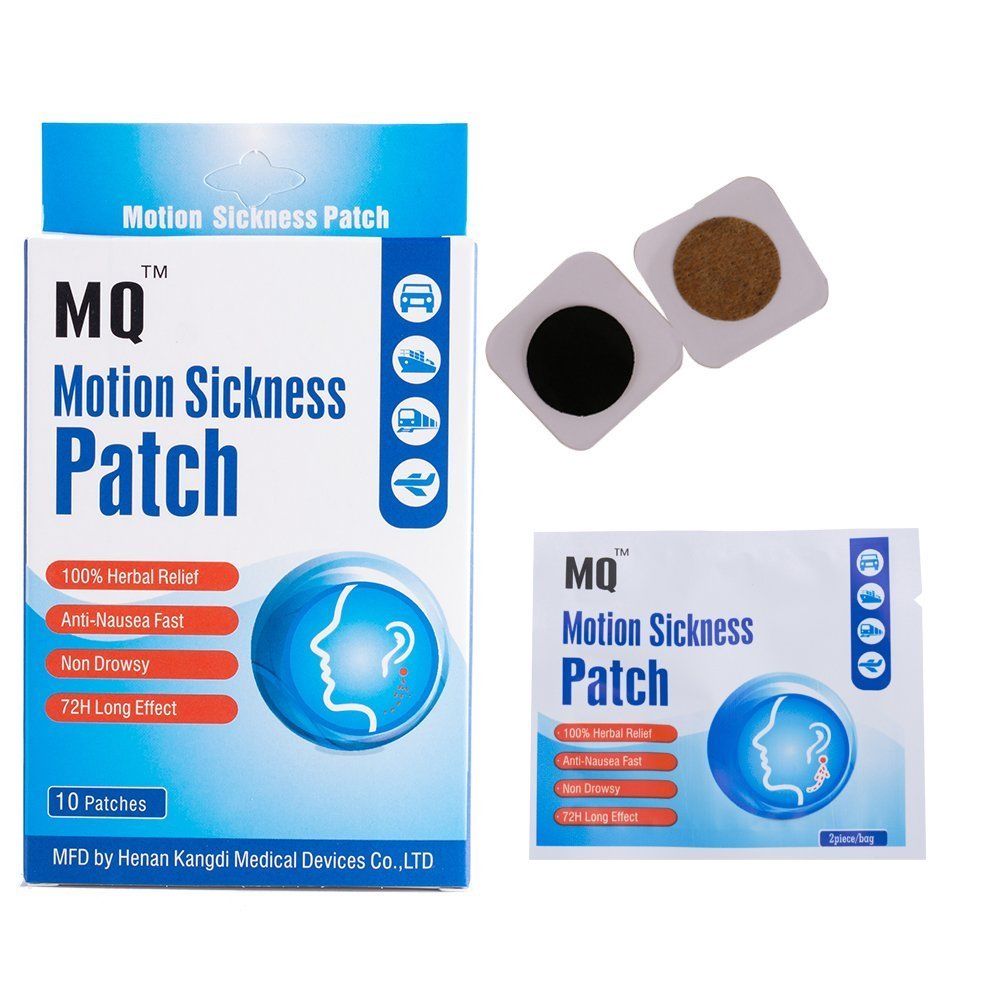 Motion Sickness Patch
MQ™
Motion Sickness
Patch
100% Herbal Relief
Anti-Nausea Fast
Non Drowsy
72H Long Effect
10 Patches
MFD by Henan Kangdi Medical Devices Co.,LTD
MQ™
Motion Sickness
Patch
· 100% Herbal Relief
· Anti-Nausea Fast
· Non Drowsy
· 72H Long Effect
2piece/bag